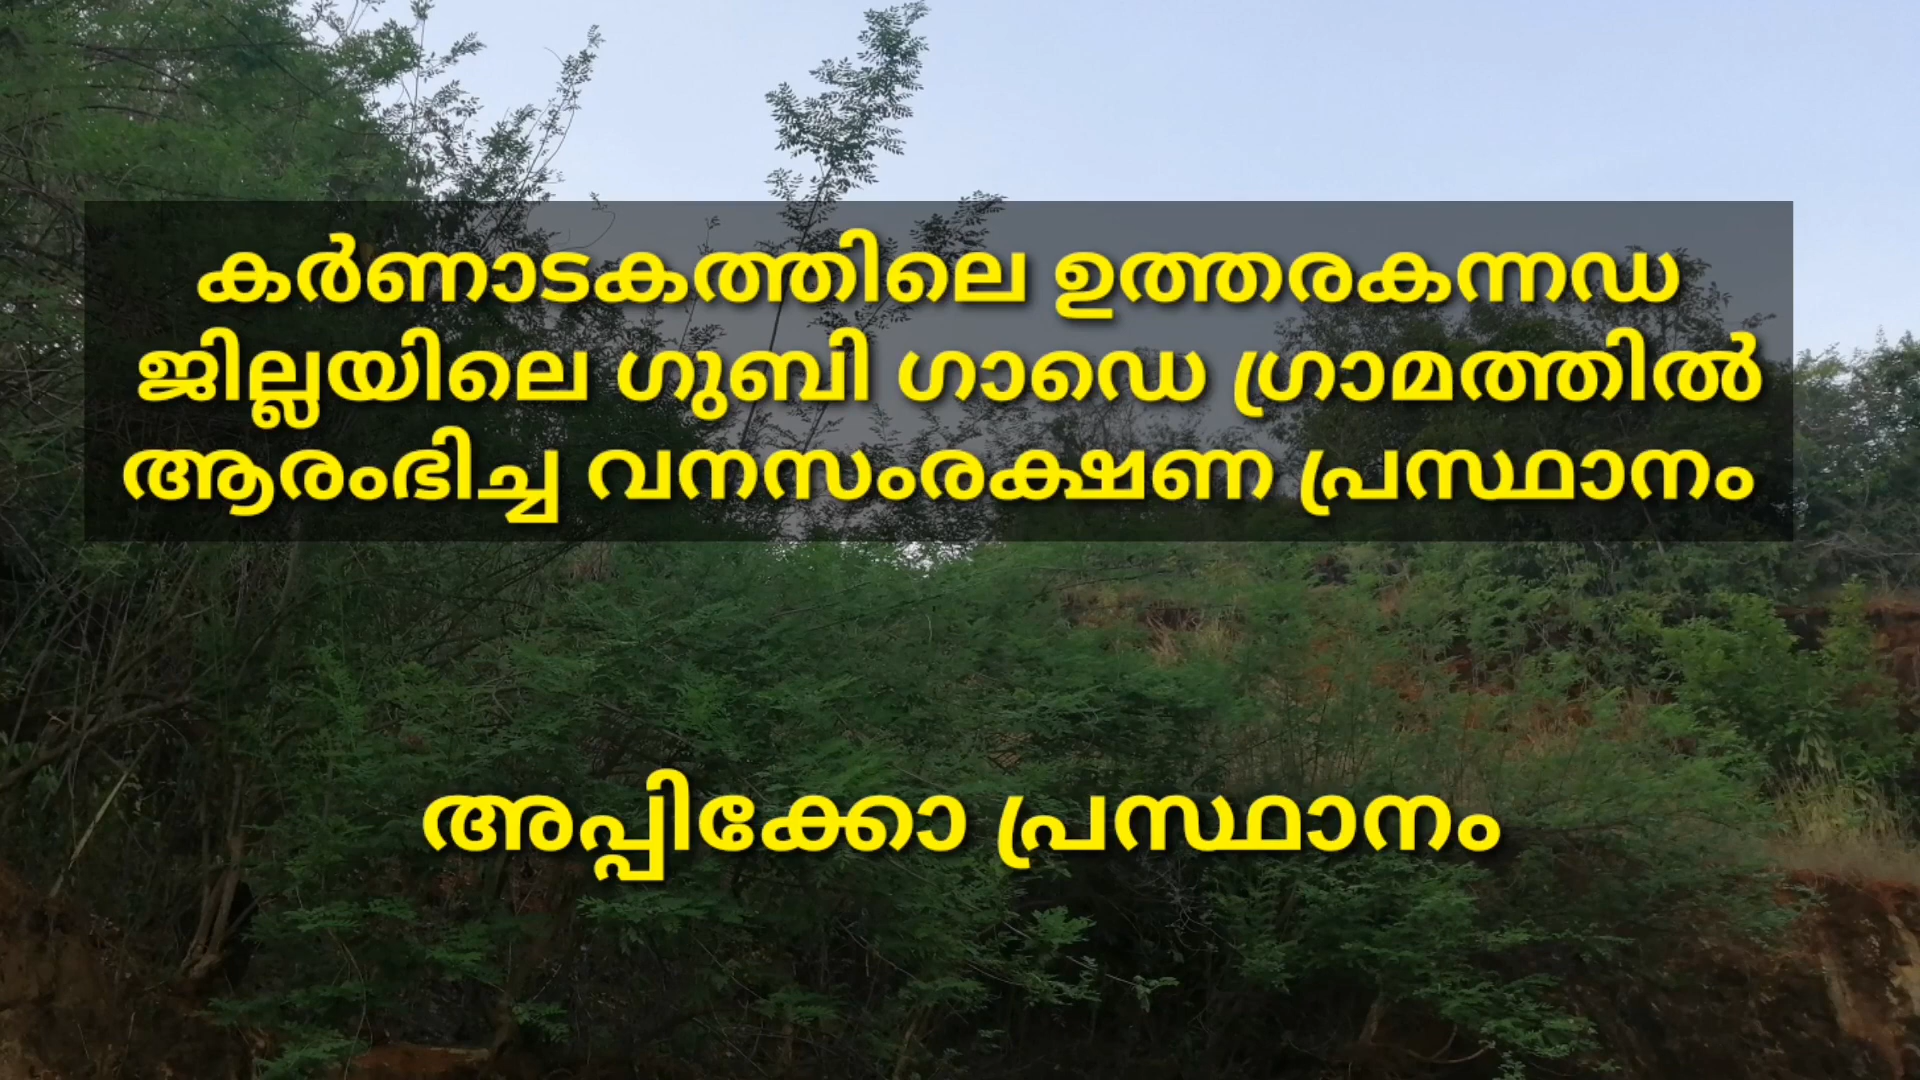 കർണാടകത്തിലെ ഉത്തരകന്നഡ
ജില്ലയിലെ ഗുബി ഗാഡെ ഗ്രാമത്തിൽ
ആരംഭിച്ച വനസംരക്ഷണ പ്രസ്ഥാനം
അപ്പിക്കോ പ്രസ്ഥാനം